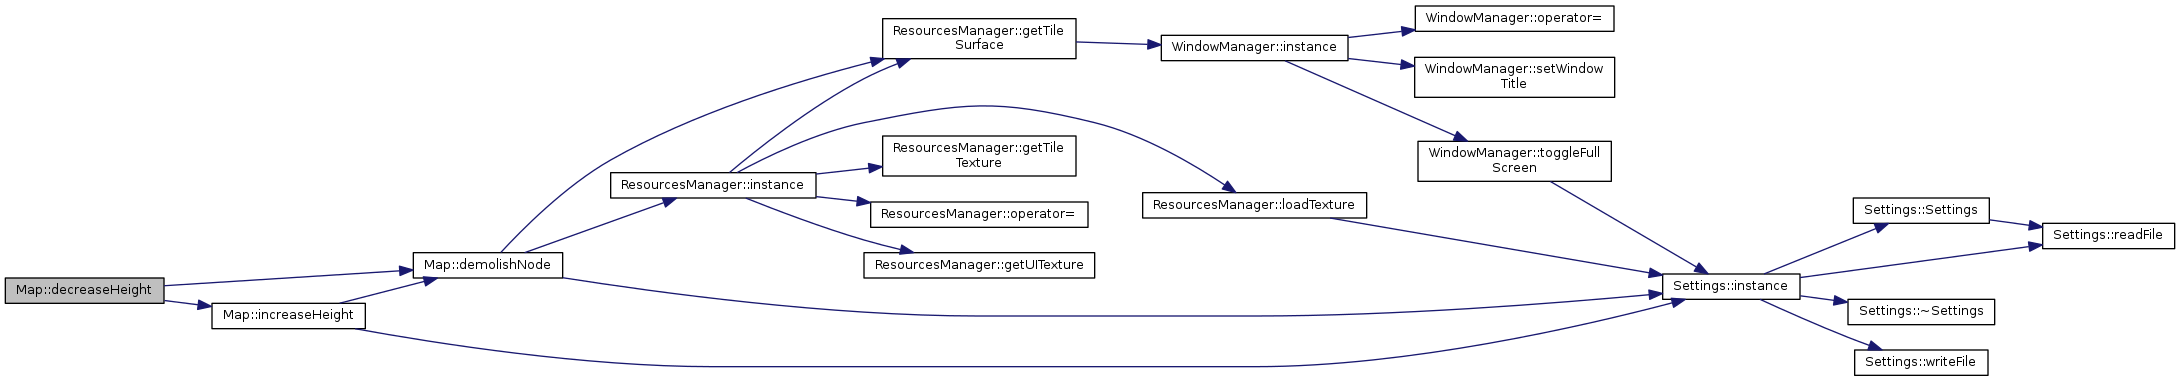 WindowManager::operator=
ResourcesManager::getTile
Surface
WindowManager::instance
WindowManager::setWindow
Title
ResourcesManager::getTile
Texture
WindowManager::toggleFull
Screen
ResourcesManager::instance
ResourcesManager::loadTexture
ResourcesManager::operator=
Settings::Settings
Settings::readFile
Map::demolishNode
ResourcesManager::getUITexture
Map::decreaseHeight
Settings::instance
Map::increaseHeight
Settings::~Settings
Settings::writeFile